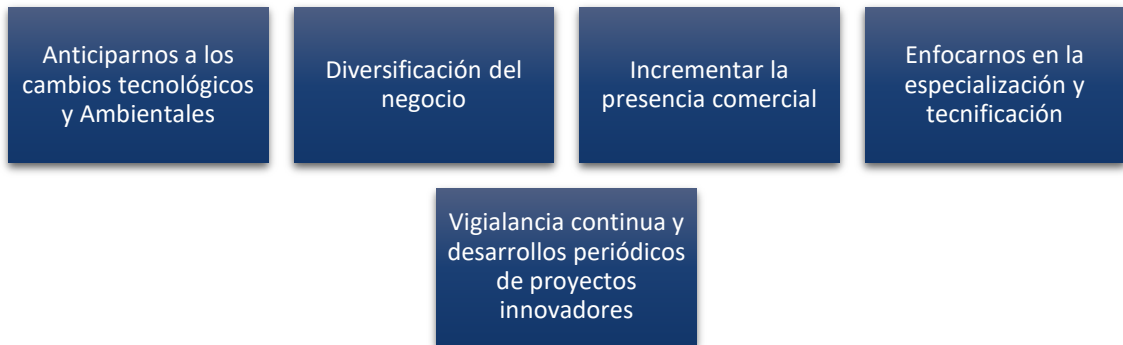 Anticiparnos a los
cambios tecnológicos
y Ambientales
Diversificación del
negocio
Incrementar la
presencia comercial
Enfocarnos en la
especialización y
tecnificación
Vigialancia continua y
desarrollos periódicos
de proyectos
innovadores